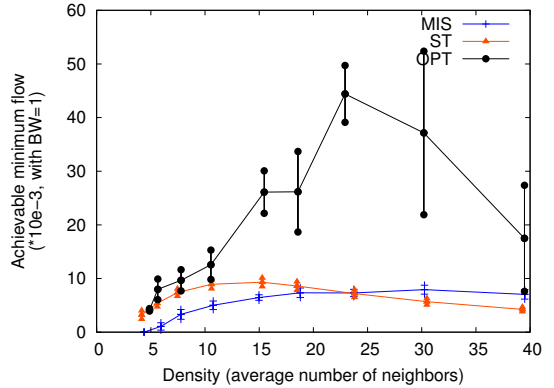 MIS
ST
OPT
60
50
40
30
20
10
0
Achievable minimum flow
(*10e-3, with BW=1)
0 5 10 15 20 25 30 35 40
Density (average number of neighbors)